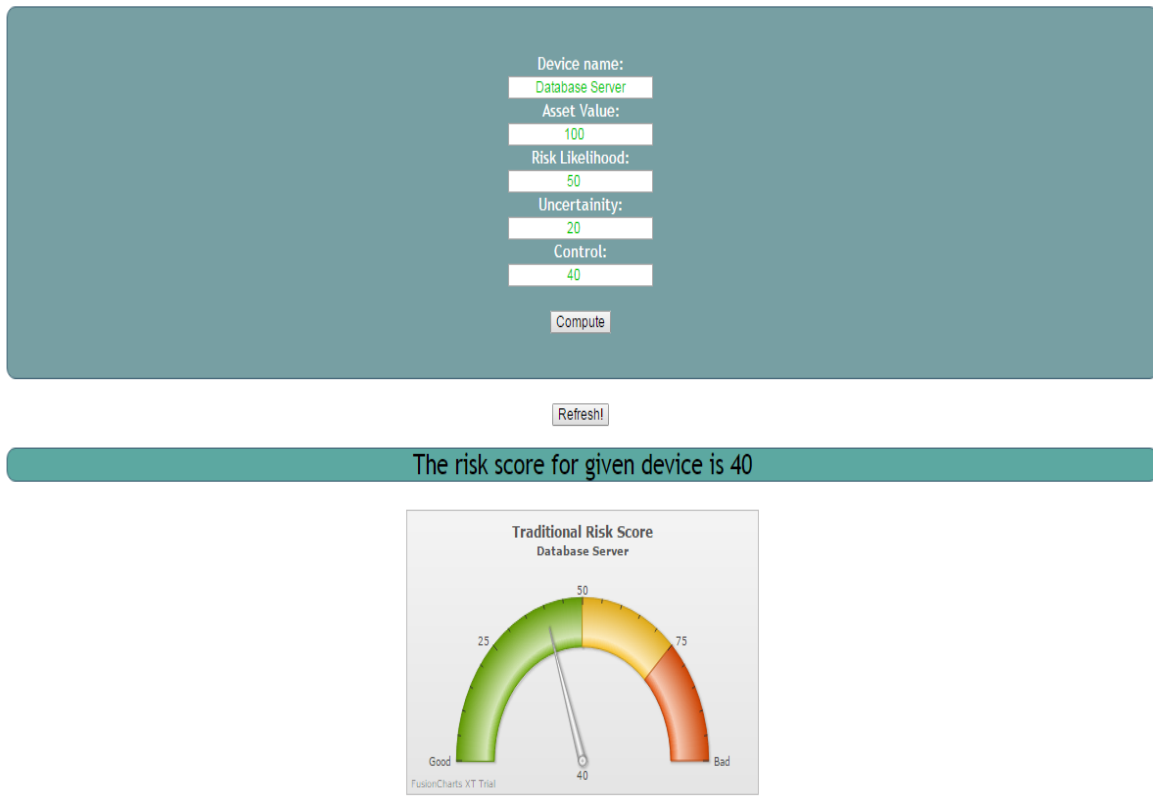 Device name:
Database Server
Asset Value:
100
Risk Likelihood:
50
Uncertainity:
20
Control:
40
Compute
Refresh!
The risk score for given device is 40
Traditional Risk Score
Database Server
50
25
75
Good
Bad
40
FusionCharts XT Trial